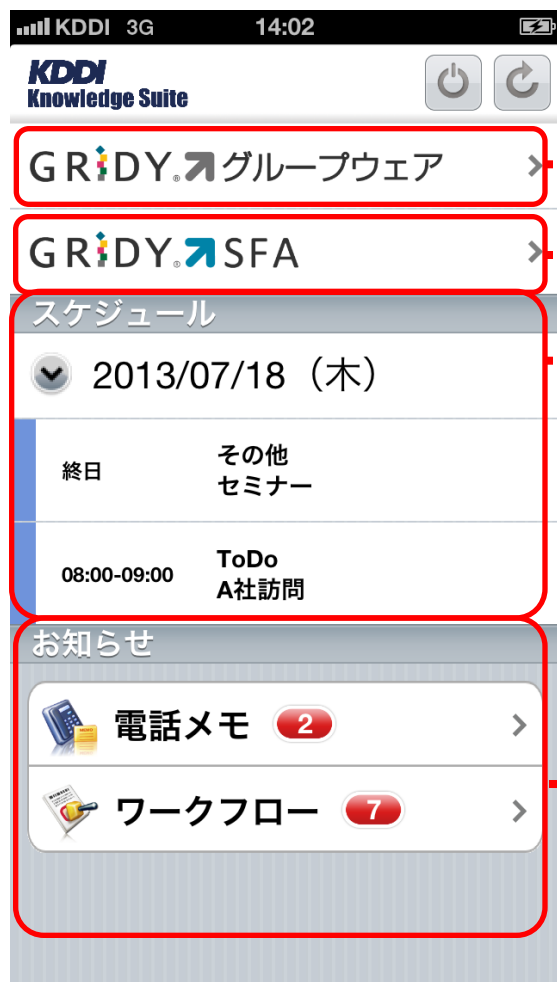 KDDI 3G 14:02
KDDI
Knowledge Suite
GRiDY.® グループウェア
GRiDY.® SFA
スケジュール
2013/07/18（木）
終日
その他
セミナー
08:00-09:00
ToDo
A社訪問
お知らせ
電話メモ 2
ワークフロー 7